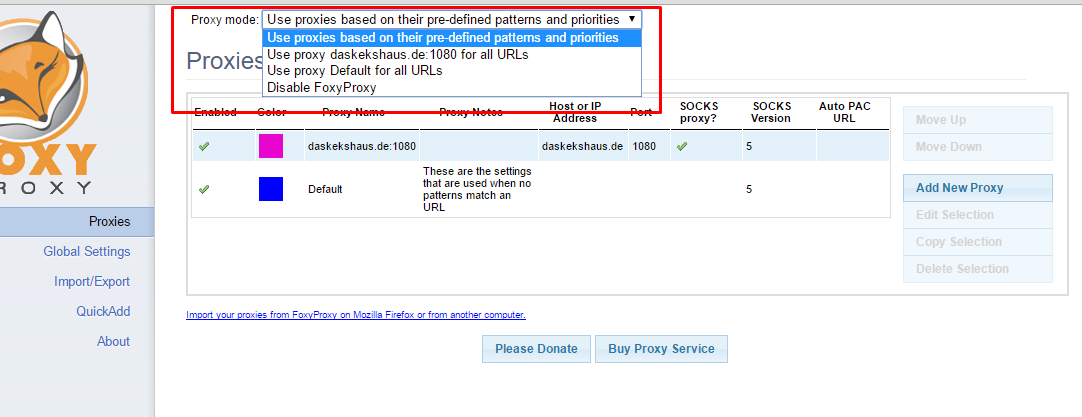 Proxy mode: Use proxies based on their pre-defined patterns and priorities
Use proxies based on their pre-defined patterns and priorities
Use proxy daskekshaus.de:1080 for all URLs
Use proxy Default for all URLs
Disable FoxyProxy
Proxies
Enabled Color Proxy Name Proxy Notes Host or IP Address Port SOCKS proxy? SOCKS Version Auto PAC URL
daskekshaus.de:1080 daskekshaus.de 1080 5
Default These are the settings
that are used when no
patterns match an
URL 5
Move Up
Move Down
Add New Proxy
Edit Selection
Copy Selection
Delete Selection
OXY
ROXY
Proxies
Global Settings
Import/Export
QuickAdd
About
Import your proxies from FoxyProxy on Mozilla Firefox or from another computer.
Please Donate
Buy Proxy Service